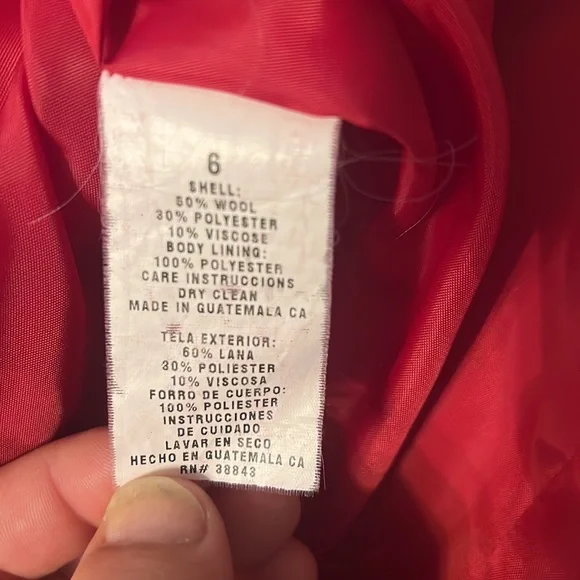 6
SHELL:
60% WOOL
30% POLYESTER
10% VISCOSE
BODY LINING:
100% POLYESTER
CARE INSTRUCCIONS
DRY CLEAN
MADE IN GUATEMALA CA
TELA EXTERIOR:
60% LANA
30% POLIESTER
10% VISCOSA
FORRO DE CUERPO:
100% POLIESTER
INSTRUCCIONES
DE CUIDADO
LAVAR EN SECO
HECHO EN GUATEMALA CA
RN# 38843